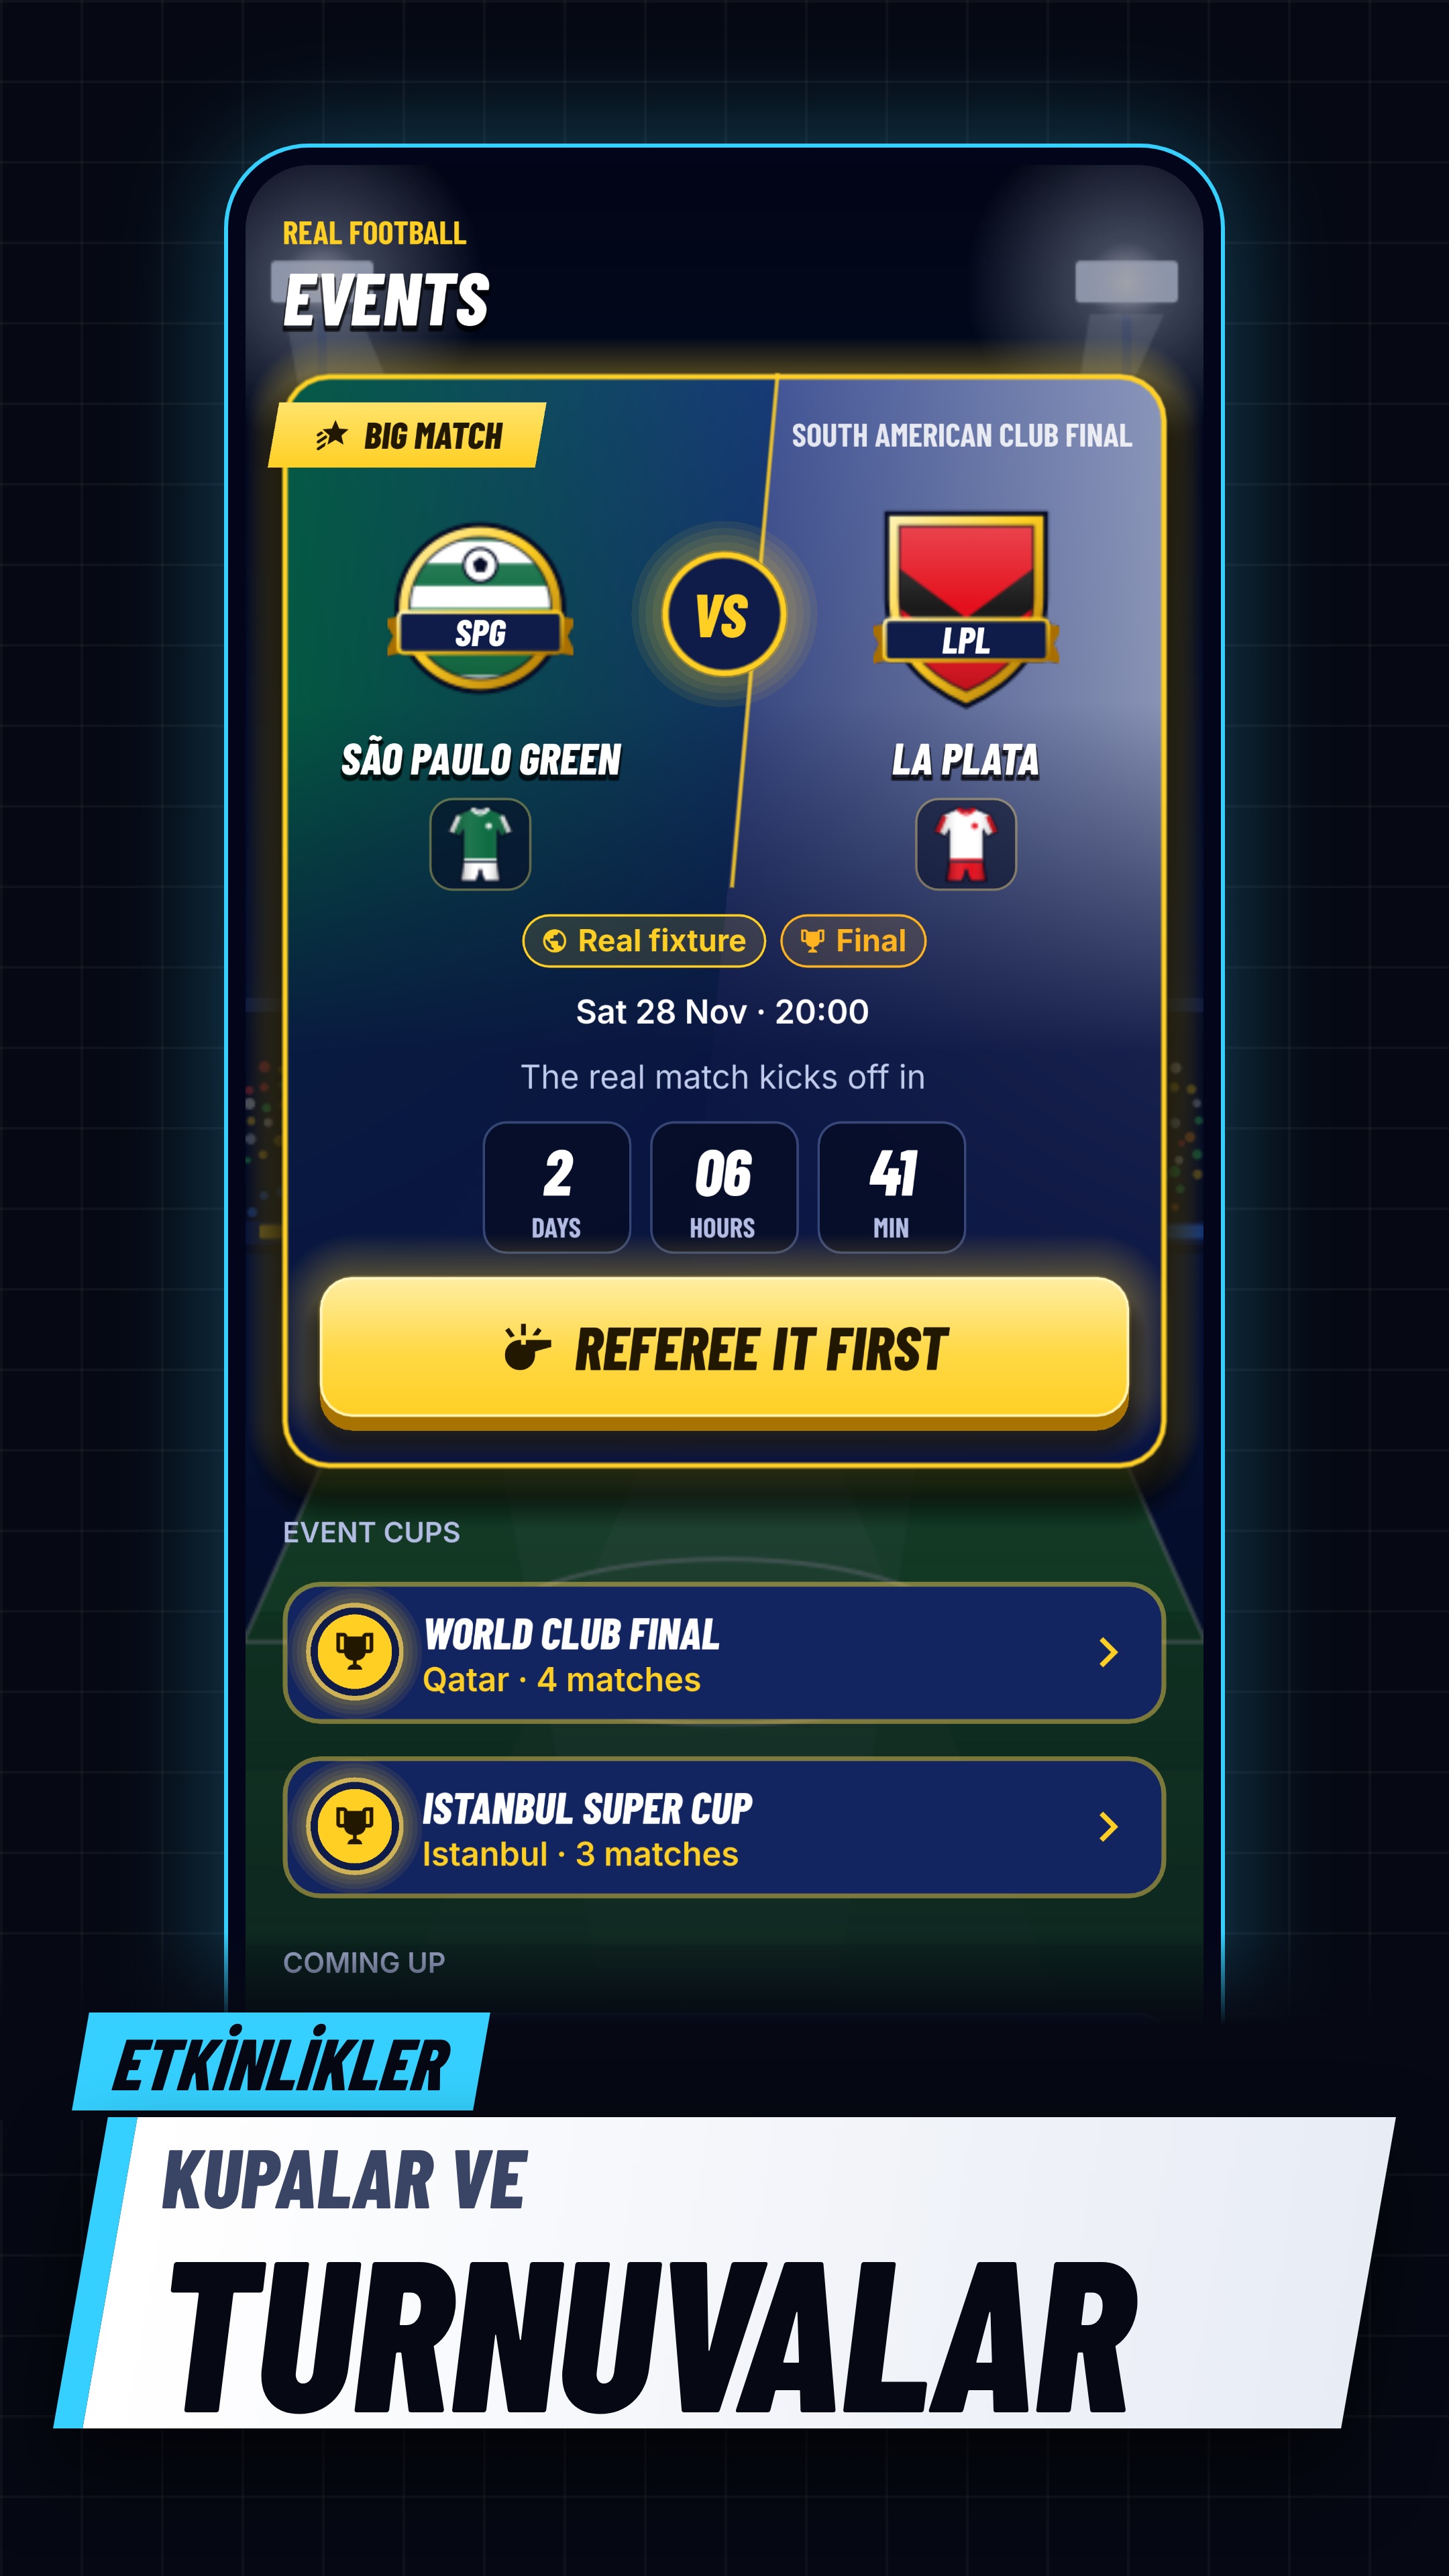 REAL FOOTBALL
EVENTS
BIG MATCH
SOUTH AMERICAN CLUB FINAL
SPG
VS
LPL
SÃO PAULO GREEN
LA PLATA
Real fixture
Final
Sat 28 Nov · 20:00
The real match kicks off in
2
06
41
DAYS
HOURS
MIN
REFEREE IT FIRST
EVENT CUPS
WORLD CLUB FINAL
Qatar · 4 matches
ISTANBUL SUPER CUP
Istanbul · 3 matches
COMING UP
ETKİNLİKLER
KUPALAR VE
TURNUVALAR